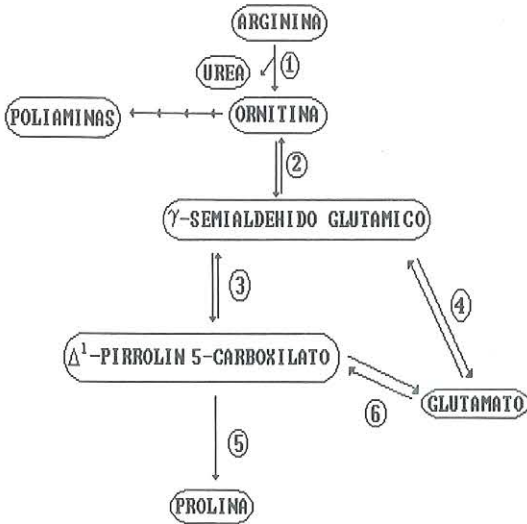 ARGININA
UREA
1
POLIAMINAS
ORNITINA
2
γ-SEMIALDEHIDO GLUTAMICO
3
4
Δ¹-PIRROLIN 5-CARBOXILATO
6
GLUTAMATO
5
PROLINA